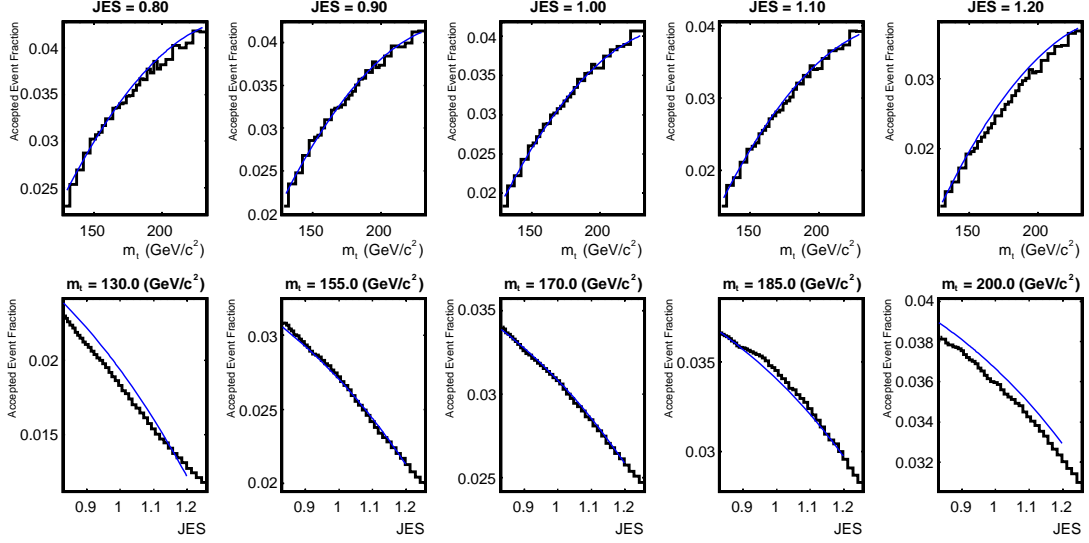 JES = 0.80
Accepted Event Fraction
0.04
0.035
0.03
0.025
150 200
m_t (GeV/c²)
JES = 0.90
Accepted Event Fraction
0.04
0.035
0.03
0.025
0.02
150 200
m_t (GeV/c²)
JES = 1.00
Accepted Event Fraction
0.04
0.035
0.03
0.025
0.02
150 200
m_t (GeV/c²)
JES = 1.10
Accepted Event Fraction
0.04
0.03
0.02
150 200
m_t (GeV/c²)
JES = 1.20
Accepted Event Fraction
0.03
0.02
150 200
m_t (GeV/c²)
m_t = 130.0 (GeV/c²)
Accepted Event Fraction
0.02
0.015
0.9 1 1.1 1.2
JES
m_t = 155.0 (GeV/c²)
Accepted Event Fraction
0.03
0.025
0.02
0.9 1 1.1 1.2
JES
m_t = 170.0 (GeV/c²)
Accepted Event Fraction
0.035
0.03
0.025
0.9 1 1.1 1.2
JES
m_t = 185.0 (GeV/c²)
Accepted Event Fraction
0.035
0.03
0.9 1 1.1 1.2
JES
m_t = 200.0 (GeV/c²)
Accepted Event Fraction
0.04
0.038
0.036
0.034
0.032
0.9 1 1.1 1.2
JES